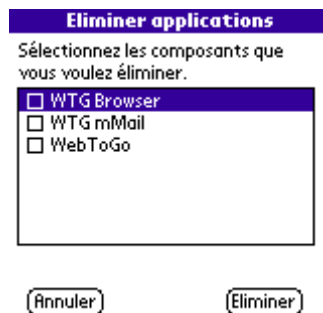 Eliminer applications
Sélectionnez les composants que
vous voulez éliminer.
WTG Browser
WTG mMail
WebToGo
Annuler
Eliminer